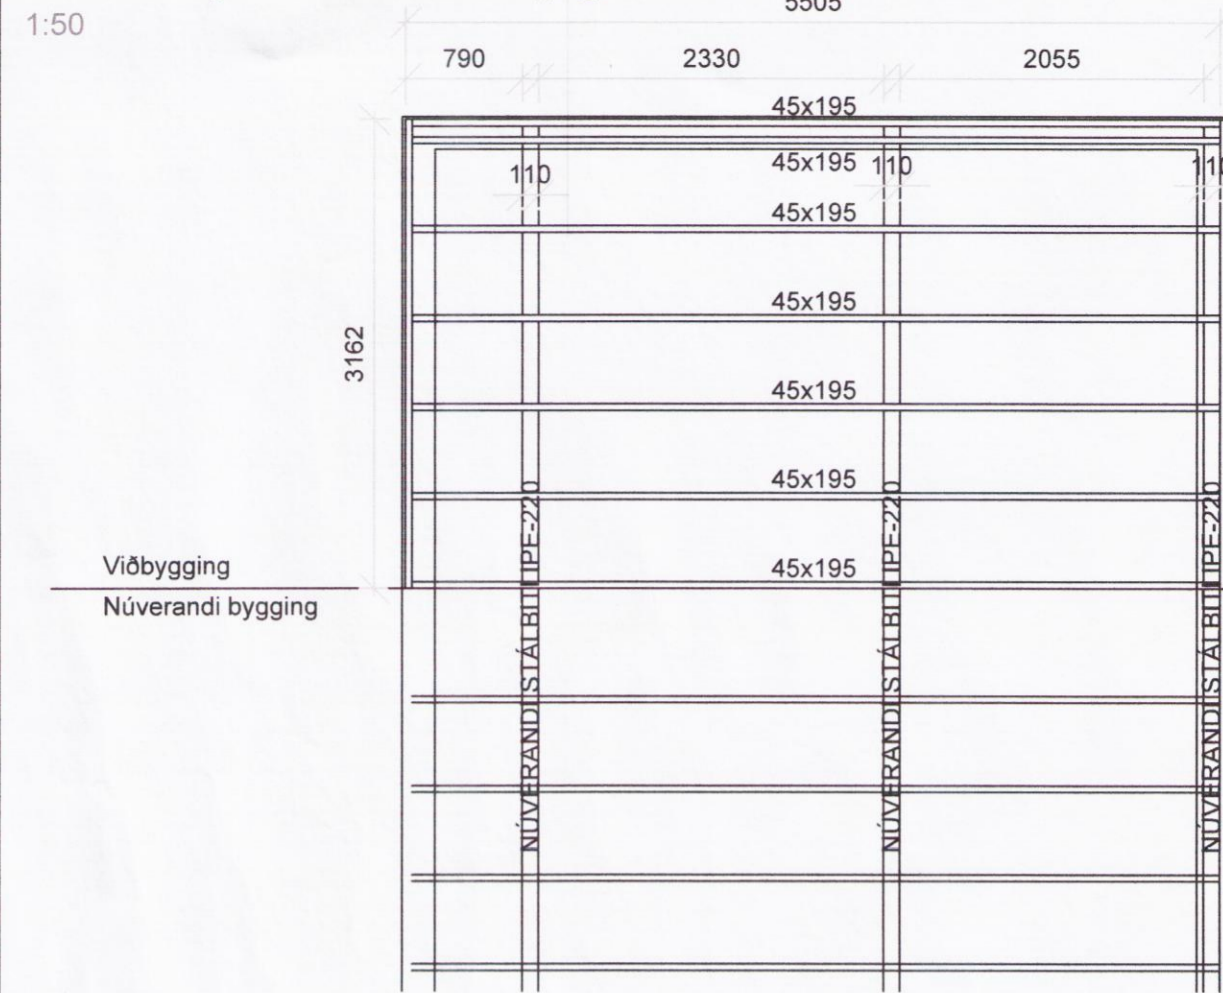 1:50
5505
790
2330
2055
45x195
45x195
110
110
110
45x195
45x195
3162
45x195
45x195
Viðbygging
45x195
Núverandi bygging
NÚVERANDI STÁLBITI IPE-220
NÚVERANDI STÁLBITI IPE-220
NÚVERANDI STÁLBITI IPE-220